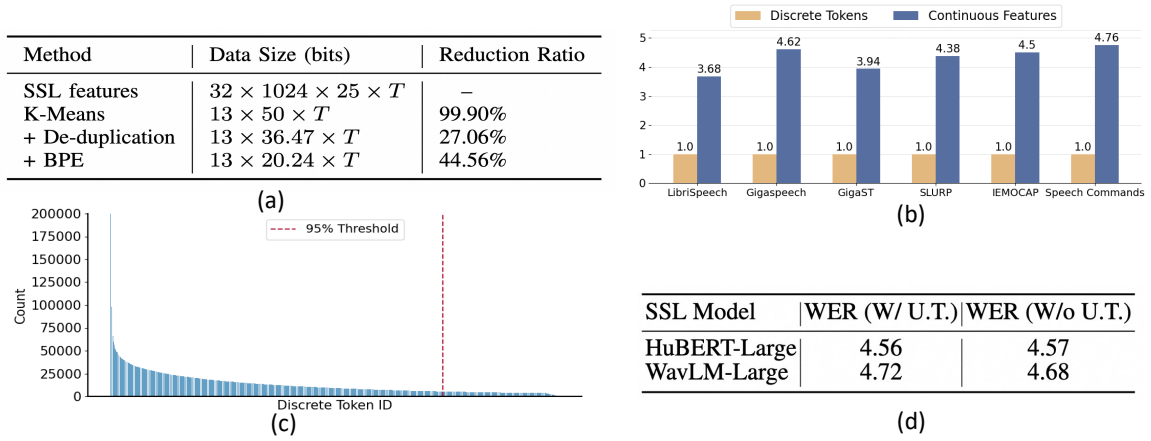 Method | Data Size (bits) | Reduction Ratio
SSL features | 32 × 1024 × 25 × T | –
K-Means | 13 × 50 × T | 99.90%
+ De-duplication | 13 × 36.47 × T | 27.06%
+ BPE | 13 × 20.24 × T | 44.56%
(a)
Discrete Tokens Continuous Features
5
4
3
2
1
0
1.0 3.68 1.0 4.62 1.0 3.94 1.0 4.38 1.0 4.5 1.0 4.76
LibriSpeech Gigaspeech GigaST SLURP IEMOCAP Speech Commands
(b)
95% Threshold
200000
175000
150000
125000
100000
75000
50000
25000
0
Count
Discrete Token ID
(c)
SSL Model | WER (W/ U.T.) | WER (W/o U.T.)
HuBERT-Large | 4.56 | 4.57
WavLM-Large | 4.72 | 4.68
(d)